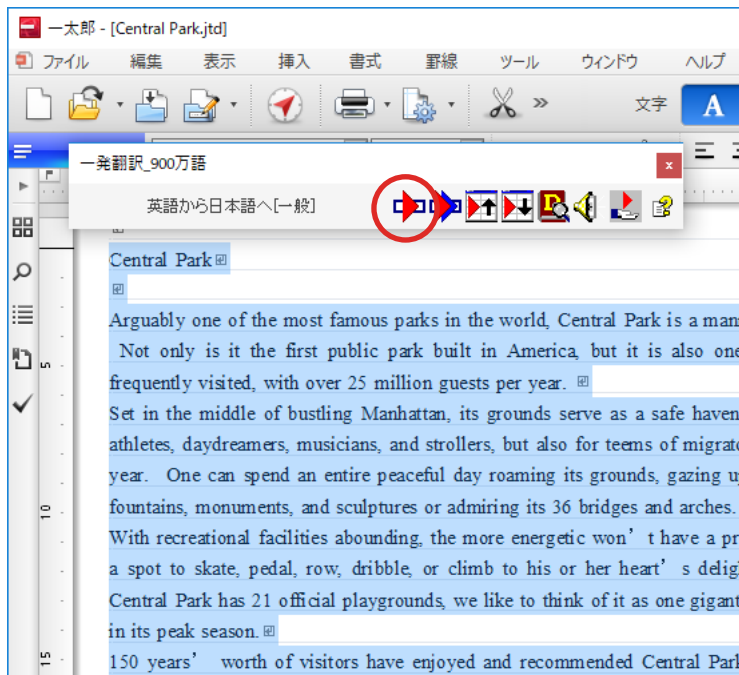 一太郎 - [Central Park.jtd]
ファイル 編集 表示 挿入 書式 罫線 ツール ウィンドウ ヘルプ
文字 A
一発翻訳_900万語 x
英語から日本語へ[一般]
Central Park
Arguably one of the most famous parks in the world, Central Park is a man
Not only is it the first public park built in America, but it is also one
frequently visited, with over 25 million guests per year.
5
Set in the middle of bustling Manhattan, its grounds serve as a safe haven
athletes, daydreamers, musicians, and strollers, but also for teems of migrat
year. One can spend an entire peaceful day roaming its grounds, gazing u
fountains, monuments, and sculptures or admiring its 36 bridges and arches.
10
With recreational facilities abounding, the more energetic won’t have a pr
a spot to skate, pedal, row, dribble, or climb to his or her heart’s deligh
Central Park has 21 official playgrounds, we like to think of it as one gigant
in its peak season.
150 years’ worth of visitors have enjoyed and recommended Central Park
15